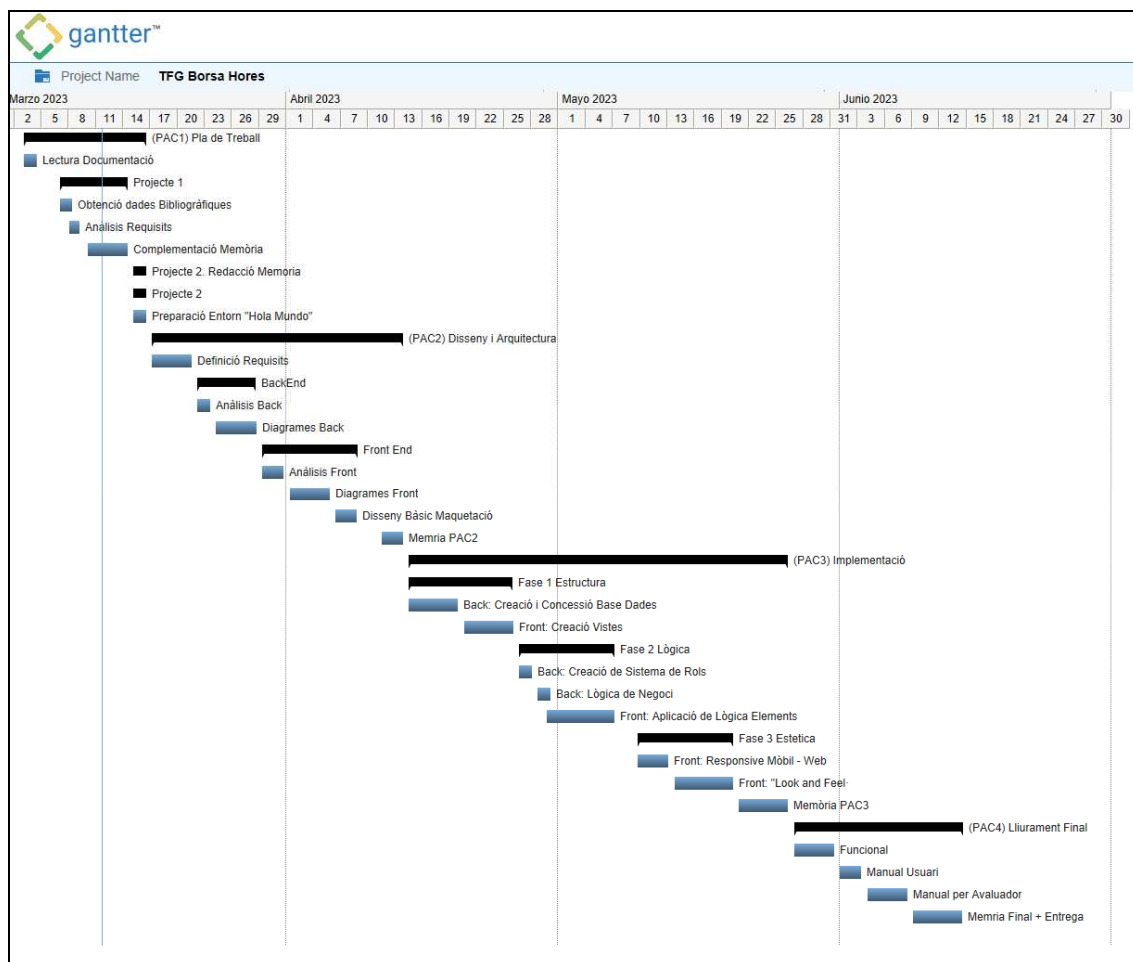 gantter™
Project Name TFG Borsa Hores
Marzo 2023 Abril 2023 Mayo 2023 Junio 2023
2 5 8 11 14 17 20 23 26 29 1 4 7 10 13 16 19 22 25 28 1 4 7 10 13 16 19 22 25 28 31 3 6 9 12 15 18 21 24 27 30
(PAC1) Pla de Treball
Lectura Documentació
Projecte 1
Obtenció dades Bibliográfiques
Análisis Requisits
Complementació Memòria
Projecte 2. Redacció Memoria
Projecte 2
Preparació Entorn "Hola Mundo"
(PAC2) Disseny i Arquitectura
Definició Requisits
BackEnd
Análisis Back
Diagrames Back
Front End
Análisis Front
Diagrames Front
Disseny Bàsic Maquetació
Memria PAC2
(PAC3) Implementació
Fase 1 Estructura
Back: Creació i Concessió Base Dades
Front: Creació Vistes
Fase 2 Lògica
Back: Creació de Sistema de Rols
Back: Lògica de Negoci
Front: Aplicació de Lògica Elements
Fase 3 Estetica
Front: Responsive Mòbil - Web
Front: "Look and Feel·
Memòria PAC3
(PAC4) Lliurament Final
Funcional
Manual Usuari
Manual per Avaluador
Memria Final + Entrega